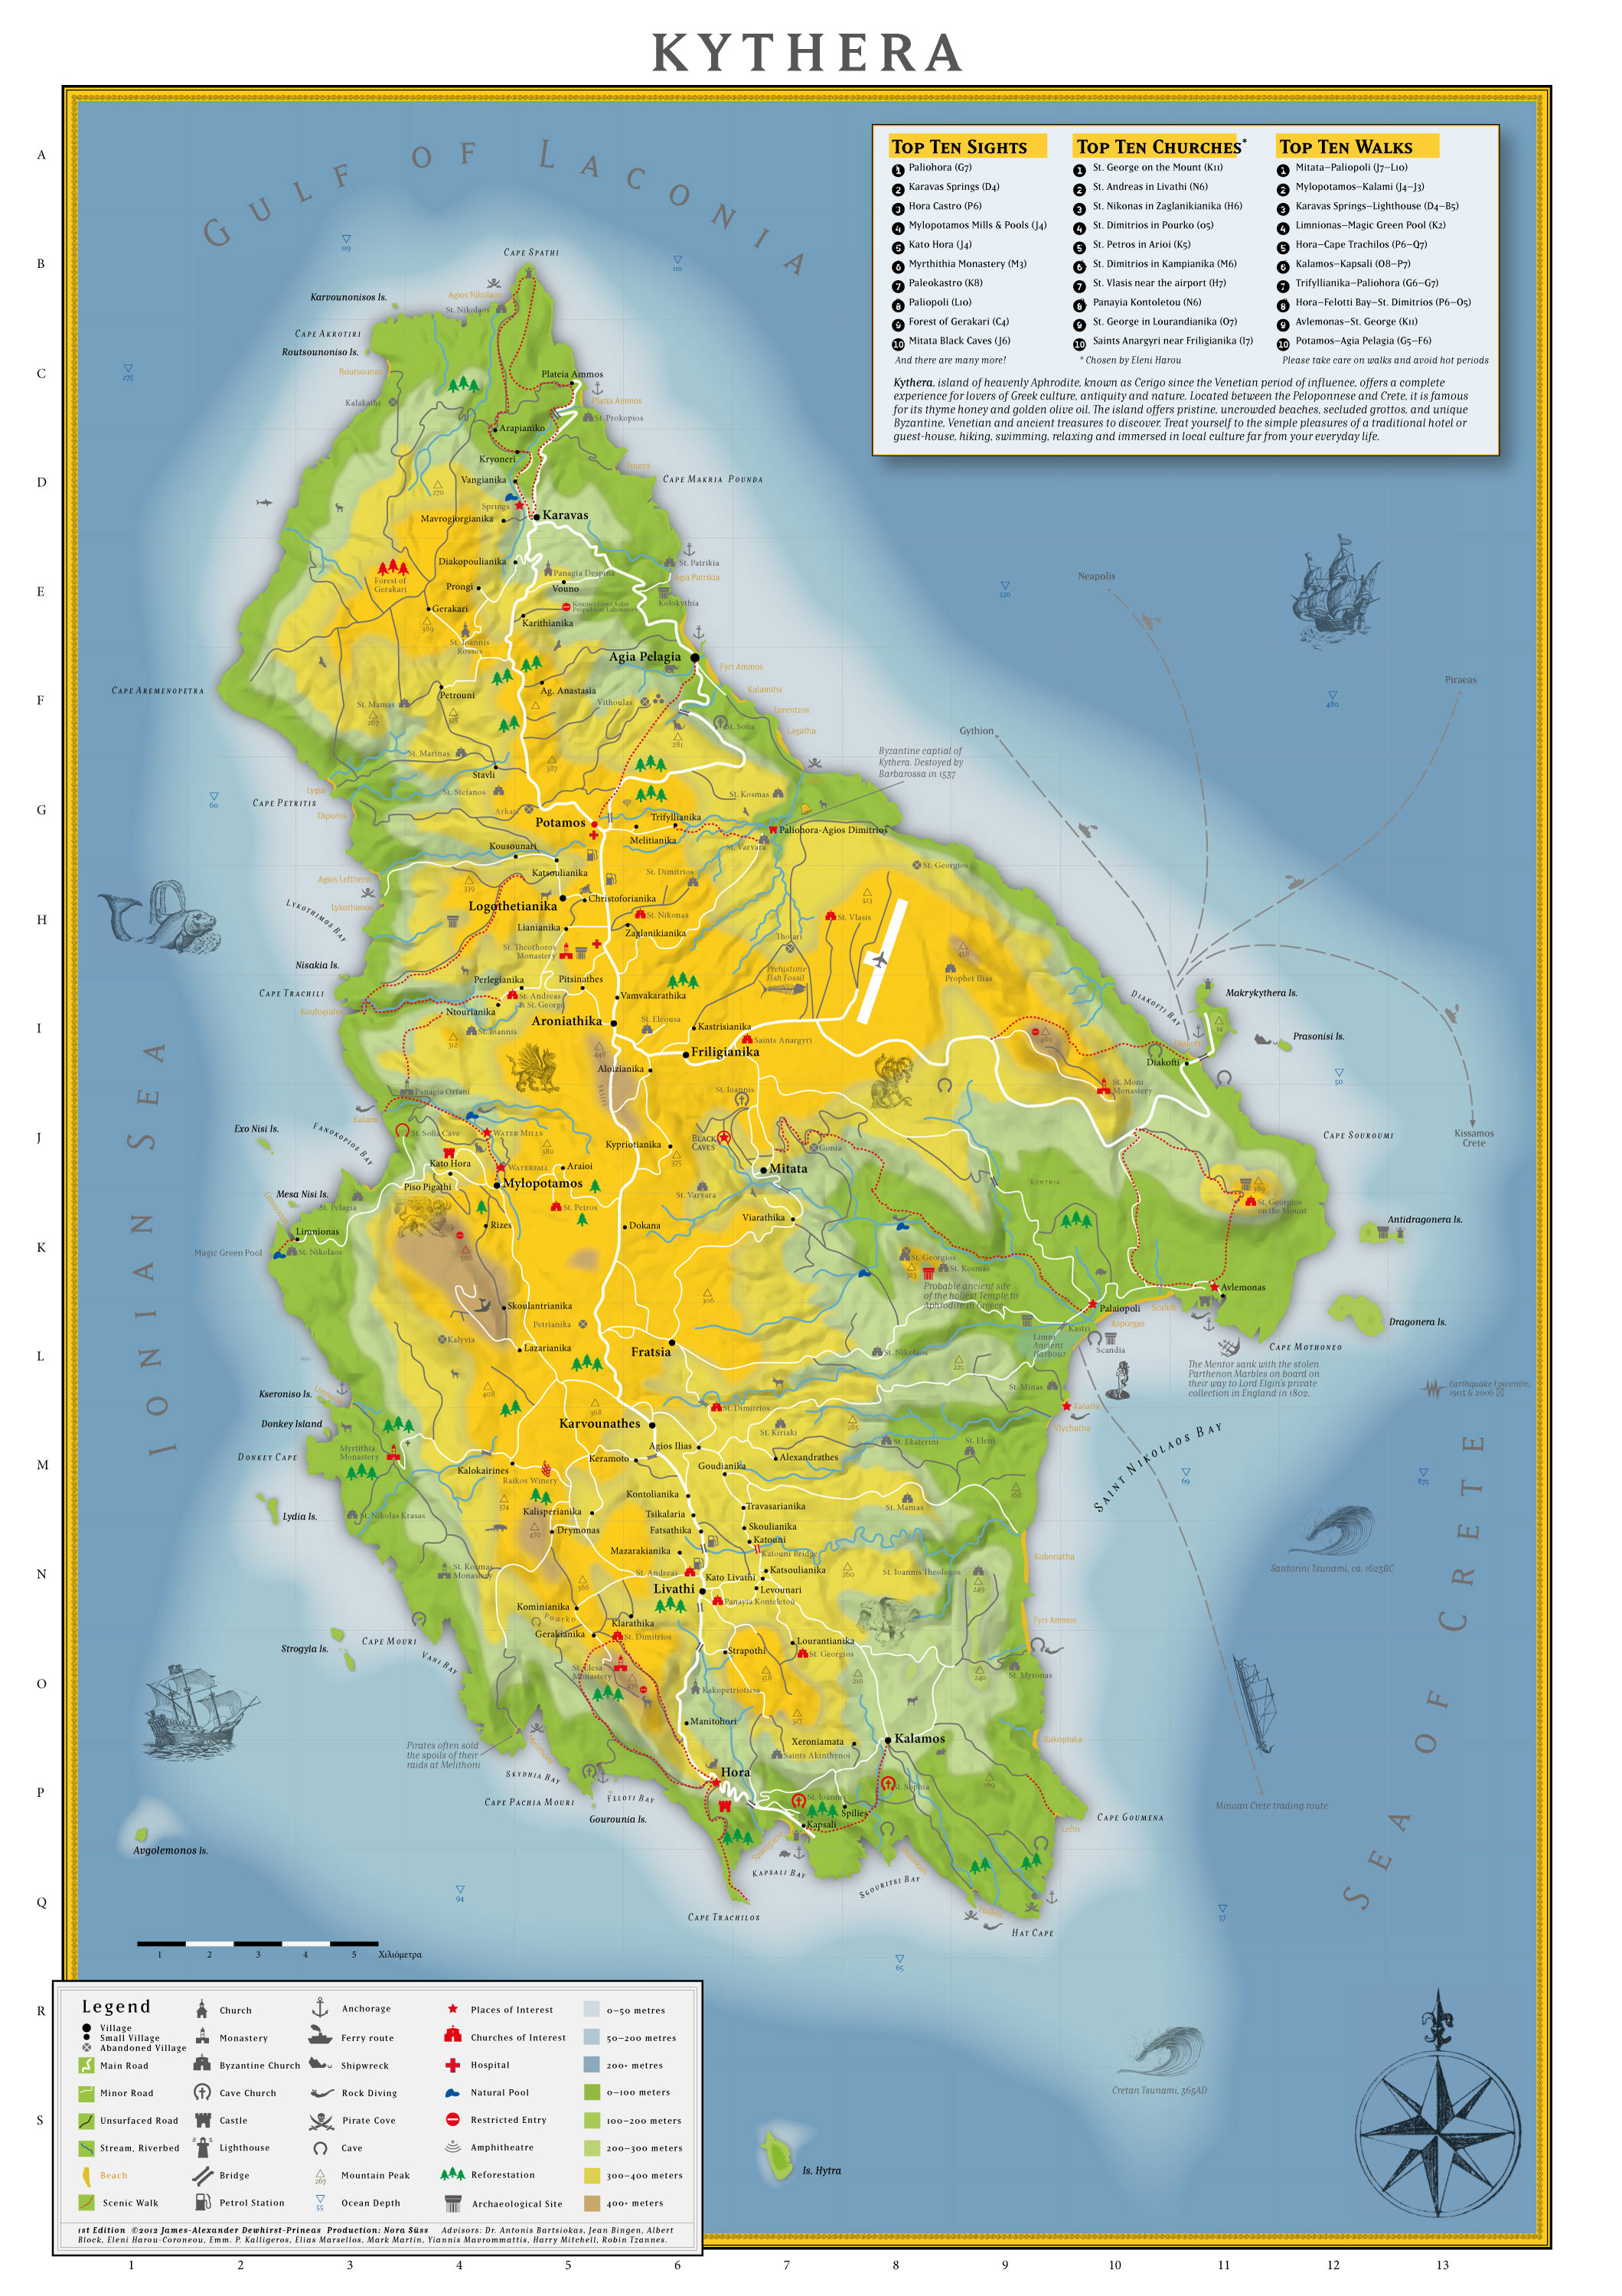 KYTHERA
GULF OF LACONIA
IONIAN SEA
SEA OF CRETE
TOP TEN SIGHTS
1 Paliohora (G7)
2 Karavas Springs (D4)
3 Hora Castro (P6)
4 Mylopotamos Mills & Pools (J4)
5 Kato Hora (J4)
6 Myrthithia Monastery (M3)
7 Paleokastro (K8)
8 Paliopoli (L10)
9 Forest of Gerakari (C4)
10 Mitata Black Caves (J6)
And there are many more!
TOP TEN CHURCHES*
1 St. George on the Mount (K11)
2 St. Andreas in Livathi (N6)
3 St. Nikonas in Zaglanikianika (H6)
4 St. Dimitrios in Pourko (o5)
5 St. Petros in Arioi (K5)
6 St. Dimitrios in Kampianika (M6)
7 St. Vlasis near the airport (H7)
8 Panayia Kontoletou (N6)
9 St. George in Lourandianika (O7)
10 Saints Anargyri near Friligianika (I7)
* Chosen by Eleni Harou
TOP TEN WALKS
1 Mitata–Paliopoli (J7–L10)
2 Mylopotamos–Kalami (J4–J3)
3 Karavas Springs–Lighthouse (D4–B5)
4 Limnionas–Magic Green Pool (K2)
5 Hora–Cape Trachilos (P6–Q7)
6 Kalamos–Kapsali (O8–P7)
7 Trifyllianika–Paliohora (G6–G7)
8 Hora–Felotti Bay–St. Dimitrios (P6–O5)
9 Avlemonas–St. George (K11)
10 Potamos–Agia Pelagia (G5–F6)
Please take care on walks and avoid hot periods
Kythera, island of heavenly Aphrodite, known as Cerigo since the Venetian period of influence, offers a complete
experience for lovers of Greek culture, antiquity and nature. Located between the Peloponnese and Crete, it is famous
for its thyme honey and golden olive oil. The island offers pristine, uncrowded betches, secluded grottos, and unique
Byzantine, Venetian and ancient treasures to discover. Treat yourself to the simple pleasures of a traditional hotel or
guest-house, hiking, swimming, relaxing and immersed in local culture far from your everyday life.
A
B
C
D
E
F
G
H
I
J
K
L
M
N
O
P
Q
R
S
119
110
275
CAPE SPATHI
Karvounonisos Is.
Agios Nikolaos
St. Nikolaos
CAPE AKROTIRI
Routsounoniso Is.
Routsounas
Plateia Ammos
Platia Ammos
Kalakathi
St. Prokopios
Arapianiko
Kryoneri
Fourni
CAPE MAKRIA POUNDA
Vangianika
270
Springs
Mavrogiorgianika
Karavas
Diakopoulianika
St. Patrikia
Panagia Despina
Agia Patrikia
Forest of
Gerakari
Prongi
Vouno
Kolokythia
Gerakari
389
Karithianika
St. Ioannis
Agia Pelagia
Fyri Ammos
CAPE AREMENOPETRA
Petrouni
Ag. Anastasia
Kalamitsi
St. Mamas
267
325
Vithoulas
Lorentzos
St. Sofia
Lagatha
281
St. Marinas
387
Stavli
Byzantine captial of
Kythera. Destoyed by
Barbarossa in 1537
Neapolis
220
Piraeas
480
Gythion
60
Lygia
CAPE PETRITIS
Diporos
St. Stefanos
St. Kosmas
Arkari
Potamos
Trifyllianika
Melitianika
Paliohora-Agios Dimitrios
St. Varvara
Kousounari
Katsoulianika
St. Dimitrios
St. Georgios
Agios Leftheris
339
Lykothimos
LYKOTHIMOS BAY
Logothetianika
Christoforianika
St. Nikonas
323
St. Vlasis
Lianianika
Zaglanikianika
Tholari
St. Theothoros
Monastery
458
Nisakia Is.
Prehistoric
Fish Fossil
Prophet Ilias
Perlegianika
Pitsinathes
CAPE TRACHILI
St. Andreas
& St. George
Vamvakarathika
Makrykythera Is.
DIAKOFTI BAY
Koufogialos
Ntourianika
St. Ioannis
Aroniathika
St. Eleousa
Kastrisianika
54
Prasonisi Is.
312
448
Friligianika
Saints Anargyri
489
Diakofti
Diakofti
Aloizianika
50
St. Moni
Monastery
Panagia Orfani
St. Ioannis
Kalami
FANOKOPIOS BAY
Exo Nisi Is.
St. Sofia Cave
WATER MILLS
380
Kypriotianika
BLACK
CAVES
Gonia
Kissamos
Crete
CAPE SOUROUMI
Kato Hora
WATERFALL
Araioi
375
Mitata
Piso Pigathi
Mylopotamos
St. Varvara
KONTRIA
389
Mesa Nisi Is.
St. Pelagia
St. Petros
St. Georgios
on the Mount
Viarathika
Limnionas
Rizes
Dokana
Antidragonera Is.
Magic Green Pool
St. Nikolaos
506
St. Georgios
St. Kosmas
323
Probable ancient site
of the holiest Temple to
Aphrodite in Greece
Avlemonas
306
Skoulantrianika
Palaiopoli
Scandi
Petrianika
Kastri
Asporgas
Dragonera Is.
Kalyvia
Limni
Ancient
Harbour
Lazarianika
Fratsia
St. Nikolaos
Scandia
CAPE MOTHONEO
225
The Mentor sank with the stolen
Parthenon Marbles on board on
their way to Lord Elgin's private
collection in England in 1802.
Earthquake Epicentre,
1903 & 2006
408
Kseroniso Is.
368
St. Minas
St. Dimitrios
Kalathi
Donkey Island
Karvounathes
St. Kiriaki
285
Vlychatha
Myrtithia
Monastery
Agios Ilias
St. Ekaterini
St. Eleni
DONKEY CAPE
Keramoto
Alexandrathes
Kalokairines
Goudianika
Raikos Winery
SAINT NIKOLAOS BAY
69
875
374
Kontolianika
268
Travasarianika
St. Mamas
Lydia Is.
St. Nikolas Krasas
Kalisperianika
Tsikalaria
Drymonas
Fatsathika
Skoulianika
470
Katouni
Katouni Bridge
Mazarakianika
Kobonatha
Santorini Tsunami, ca. 1623BC
St. Kosmas
Monastery
St. Andreas
Katsoulianika
260
St. Ioannis Theologos
386
Kato Livathi
249
Livathi
Levounari
Kominianika
Panayia Konteletou
Pourko
Klarathika
Fyri Ammos
Gerakianika
St. Dimitrios
Lourantianika
Strogyla Is.
CAPE MOURI
VANI BAY
Strapothi
St. Georgios
St. Elesa
Monastery
358
210
240
St. Myronas
Kakopetriotissa
327
Manitohori
Kakoplaka
Kalamos
Xeroniamata
Pirates often sold
the spoils of their
raids at Melithoni
Melithoni
Saints Akinthynoi
SKYDHIA BAY
Hora
St. Sophia
160
Minoan Crete trading route
CAPE PACHIA MOURI
FELOTI BAY
St. Ioannis
Spilies
CAPE GOUMENA
Gourounia Is.
Kapsali
Lefto
Avgolemonos Is.
KAPSALI BAY
SGOURITSI BAY
94
57
Halkos
CAPE TRACHILOS
HAT CAPE
65
1 2 3 4 5 Χιλιόμετρα
Cretan Tsunami, 365AD
Is. Hytra
Legend
Village
Small Village
Abandoned Village
Main Road
Minor Road
Unsurfaced Road
Stream, Riverbed
Beach
Scenic Walk
Church
Monastery
Byzantine Church
Cave Church
Castle
Lighthouse
Bridge
Petrol Station
Anchorage
Ferry route
Shipwreck
Rock Diving
Pirate Cove
Cave
267 Mountain Peak
55 Ocean Depth
Places of Interest
Churches of Interest
Hospital
Natural Pool
Restricted Entry
Amphitheatre
Reforestation
Archaeological Site
0–50 metres
50–200 metres
200+ metres
0–100 meters
100–200 meters
200–300 meters
300–400 meters
400+ meters
1st Edition ©2012 James-Alexander Dewhirst-Prineas Production: Nora Süss Advisors: Dr. Antonis Bartsiokas, Jean Bingen, Albert
Block, Eleni Harou-Coroneou, Emm. P. Kalligeros, Elias Marsellos, Mark Martin, Yiannis Mavrommattis, Harry Mitchell, Robin Tzannes.
1 2 3 4 5 6 7 8 9 10 11 12 13